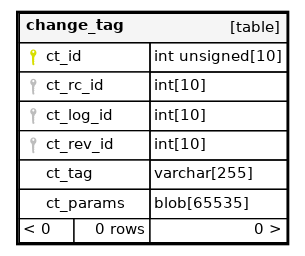 change_tag [table]
ct_id int unsigned[10]
ct_rc_id int[10]
ct_log_id int[10]
ct_rev_id int[10]
ct_tag varchar[255]
ct_params blob[65535]
< 0 0 rows 0 >